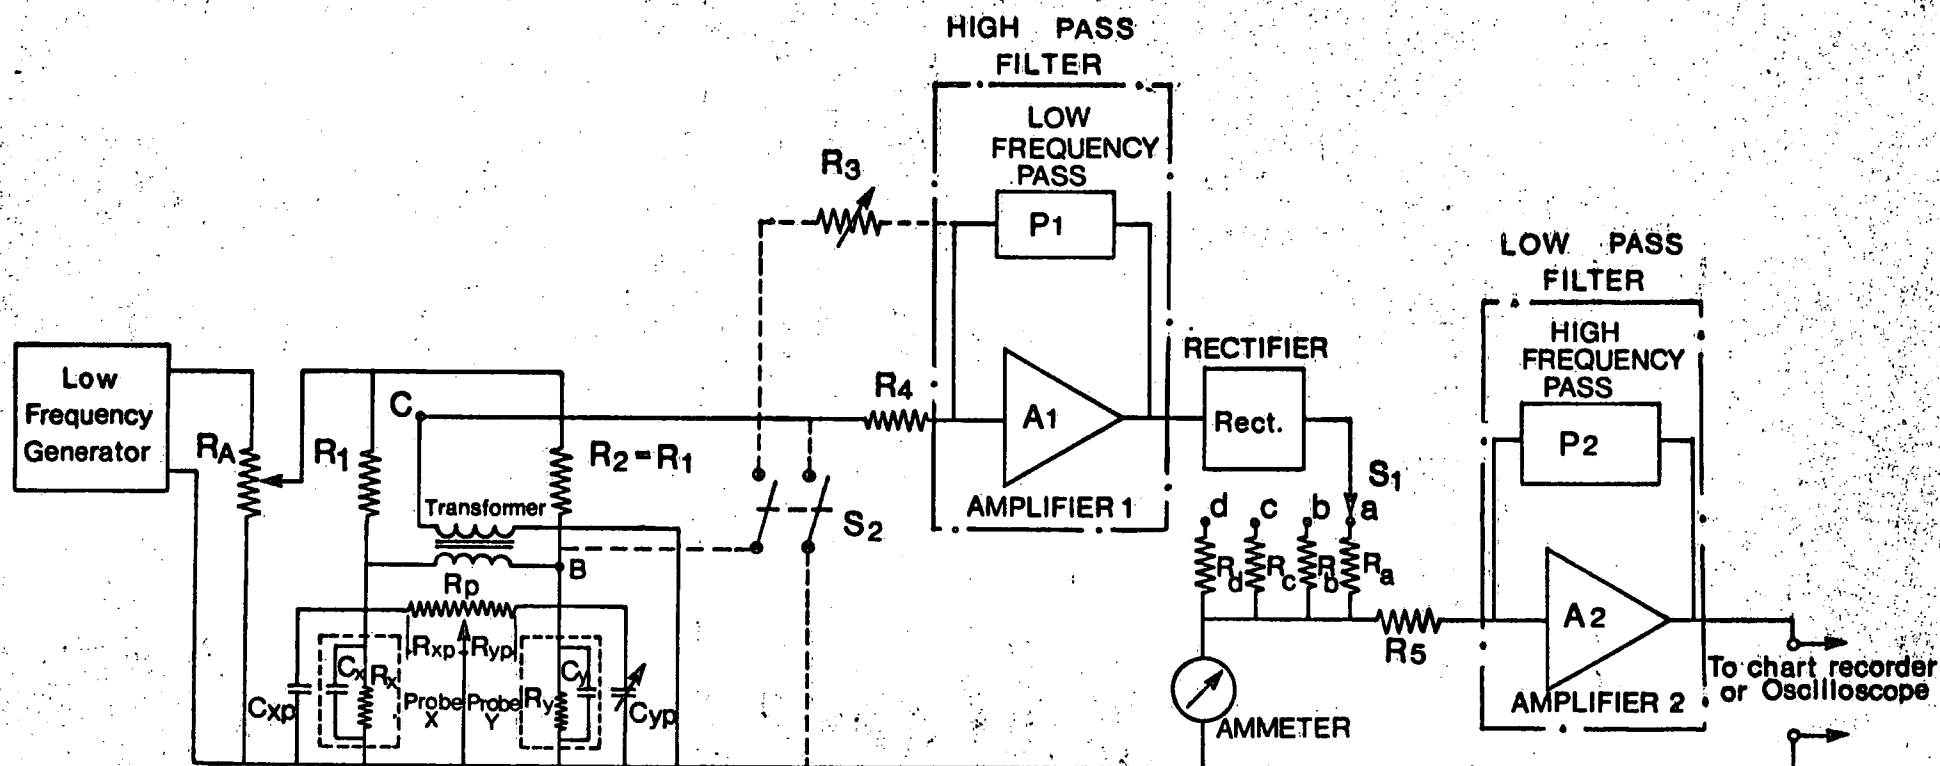 HIGH PASS
FILTER
LOW
FREQUENCY
PASS
R3
P1
LOW PASS
FILTER
HIGH
FREQUENCY
PASS
RECTIFIER
Low
Frequency
Generator
RA
R1
C
R2=R1
R4
A1
Rect.
P2
Transformer
S2
AMPLIFIER 1
S1
d
c
b
a
B
Rp
Rd
Rc
Rb
Ra
Rxp
Ryp
R5
A2
Cx
Rx
Cy
Ry
Cxp
Probe
X
Probe
Y
Cyp
AMMETER
AMPLIFIER 2
To chart recorder
or Oscilloscope